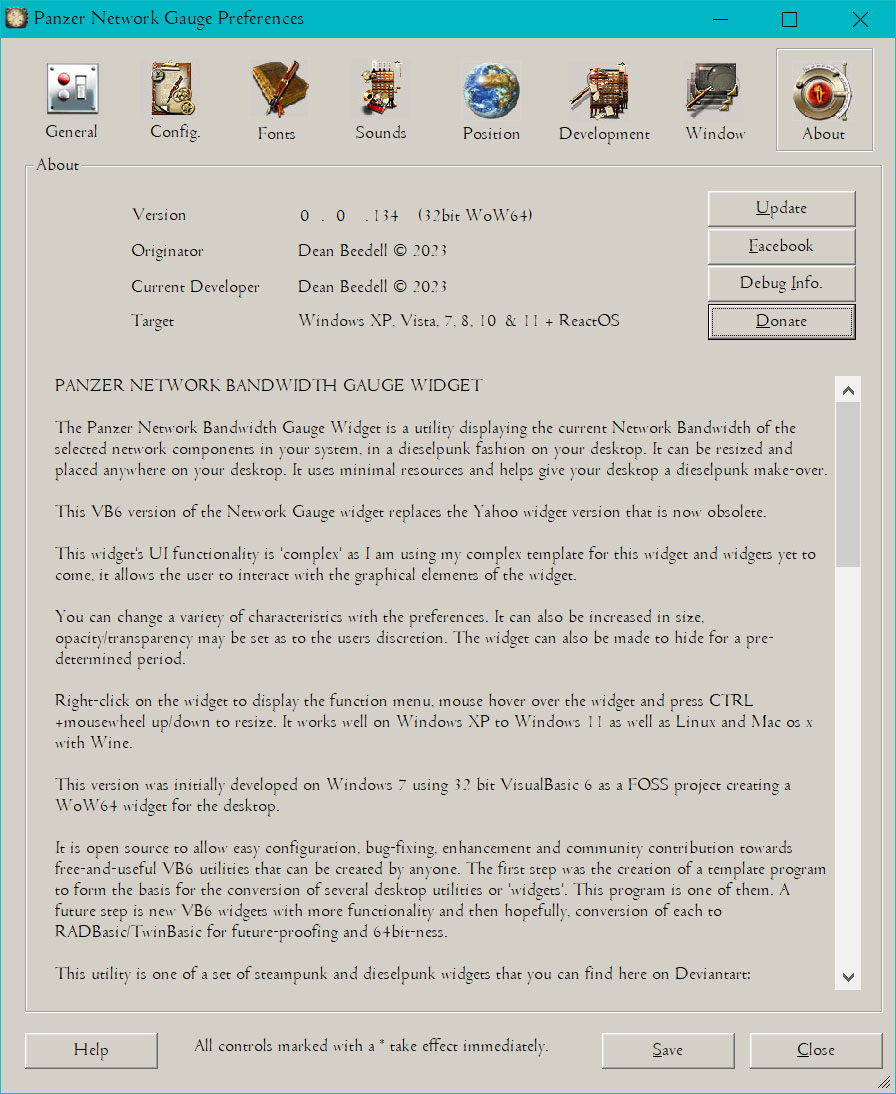 Panzer Network Gauge Preferences
General
Config.
Fonts
Sounds
Position
Development
Window
About
About
Version 0 . 0 .134 (32bit WoW64)
Originator Dean Beedell © 2023
Current Developer Dean Beedell © 2023
Target Windows XP, Vista, 7, 8, 10 & 11 + ReactOS
Update
Facebook
Debug Info.
Donate
PANZER NETWORK BANDWIDTH GAUGE WIDGET
The Panzer Network Bandwidth Gauge Widget is a utility displaying the current Network Bandwidth of the
selected network components in your system, in a dieselpunk fashion on your desktop. It can be resized and
placed anywhere on your desktop. It uses minimal resources and helps give your desktop a dieselpunk make-over.
This VB6 version of the Network Gauge widget replaces the Yahoo widget version that is now obsolete.
This widget's UI functionality is 'complex' as I am using my complex template for this widget and widgets yet to
come, it allows the user to interact with the graphical elements of the widget.
You can change a variety of characteristics with the preferences. It can also be increased in size,
opacity/transparency may be set as to the users discretion. The widget can also be made to hide for a pre-
determined period.
Right-click on the widget to display the function menu, mouse hover over the widget and press CTRL
+mousewheel up/down to resize. It works well on Windows XP to Windows 11 as well as Linux and Mac os x
with Wine.
This version was initially developed on Windows 7 using 32 bit VisualBasic 6 as a FOSS project creating a
WoW64 widget for the desktop.
It is open source to allow easy configuration, bug-fixing, enhancement and community contribution towards
free-and-useful VB6 utilities that can be created by anyone. The first step was the creation of a template program
to form the basis for the conversion of several desktop utilities or 'widgets'. This program is one of them. A
future step is new VB6 widgets with more functionality and then hopefully, conversion of each to
RADBasic/TwinBasic for future-proofing and 64bit-ness.
This utility is one of a set of steampunk and dieselpunk widgets that you can find here on Deviantart:
Help
All controls marked with a * take effect immediately.
Save
Close